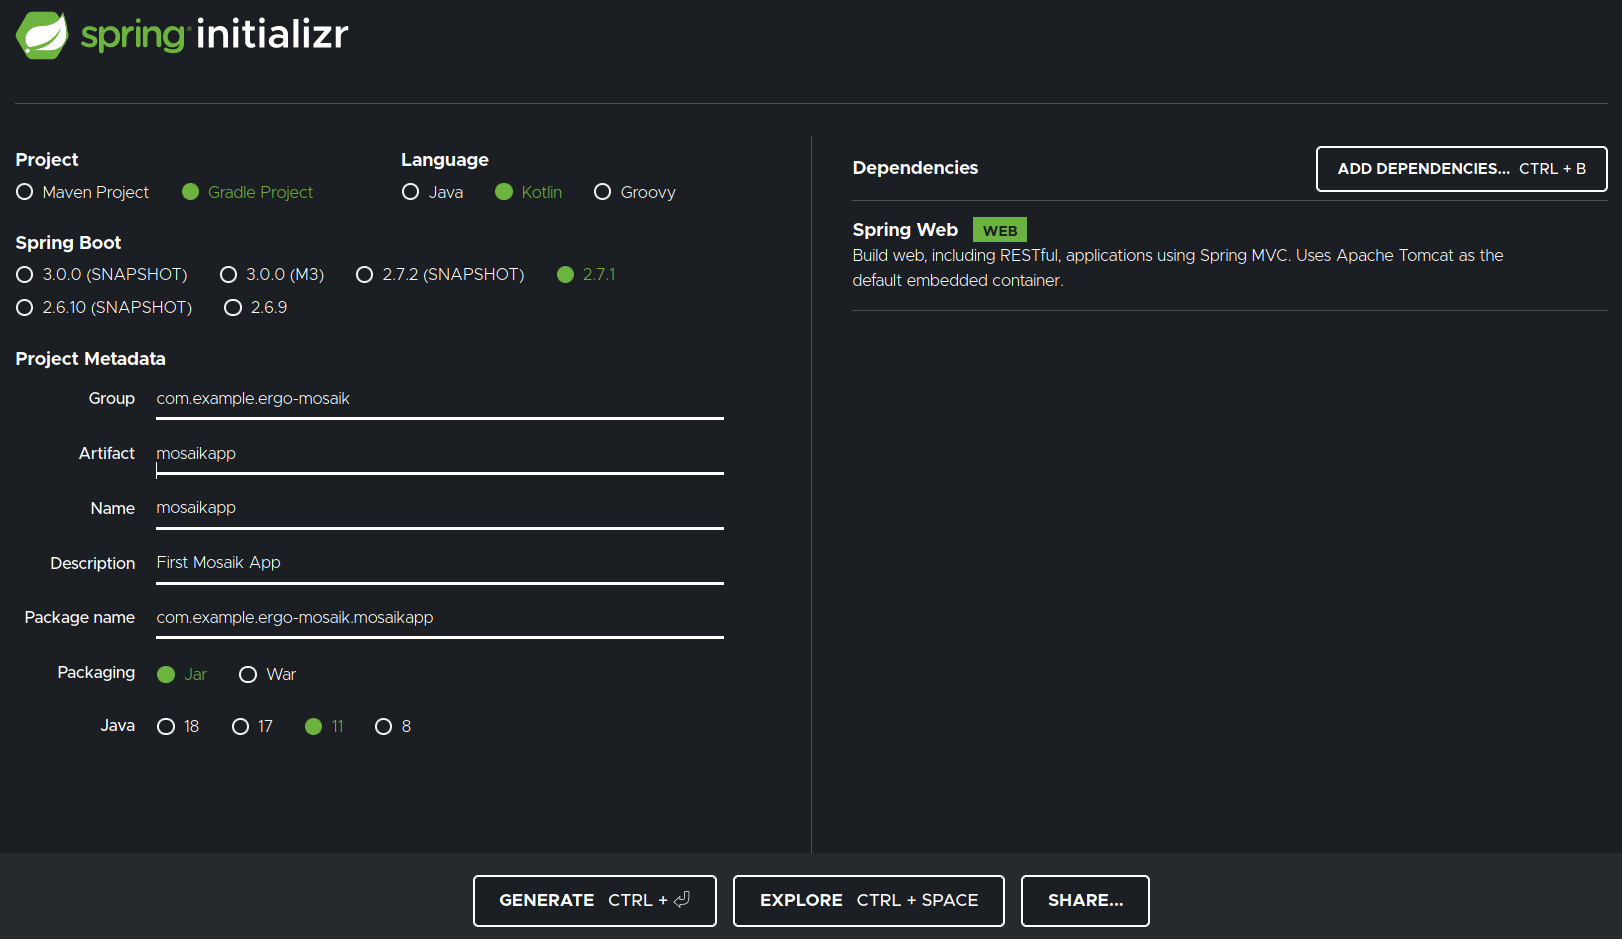 spring initializr
Project
Maven Project Gradle Project
Language
Java Kotlin Groovy
Spring Boot
3.0.0 (SNAPSHOT) 3.0.0 (M3) 2.7.2 (SNAPSHOT) 2.7.1
2.6.10 (SNAPSHOT) 2.6.9
Project Metadata
Group com.example.ergo-mosaik
Artifact mosaikapp
Name mosaikapp
Description First Mosaik App
Package name com.example.ergo-mosaik.mosaikapp
Packaging Jar War
Java 18 17 11 8
Dependencies ADD DEPENDENCIES... CTRL + B
Spring Web WEB
Build web, including RESTful, applications using Spring MVC. Uses Apache Tomcat as the
default embedded container.
GENERATE CTRL + ⏎ EXPLORE CTRL + SPACE SHARE...